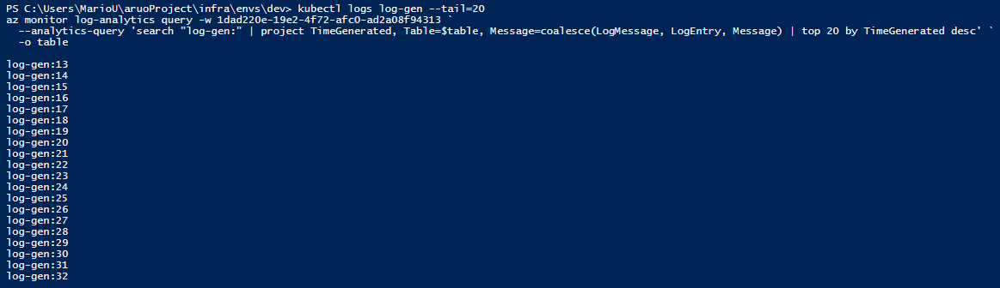 PS C:\Users\MarioU\aruoProject\infra\envs\dev> kubectl logs log-gen --tail=20
az monitor log-analytics query -w 1dad220e-19e2-4f72-afc0-ad2a08f94313 `
  --analytics-query 'search "log-gen:" | project TimeGenerated, Table=$table, Message=coalesce(LogMessage, LogEntry, Message) | top 20 by TimeGenerated desc' `
  -o table
log-gen:13
log-gen:14
log-gen:15
log-gen:16
log-gen:17
log-gen:18
log-gen:19
log-gen:20
log-gen:21
log-gen:22
log-gen:23
log-gen:24
log-gen:25
log-gen:26
log-gen:27
log-gen:28
log-gen:29
log-gen:30
log-gen:31
log-gen:32